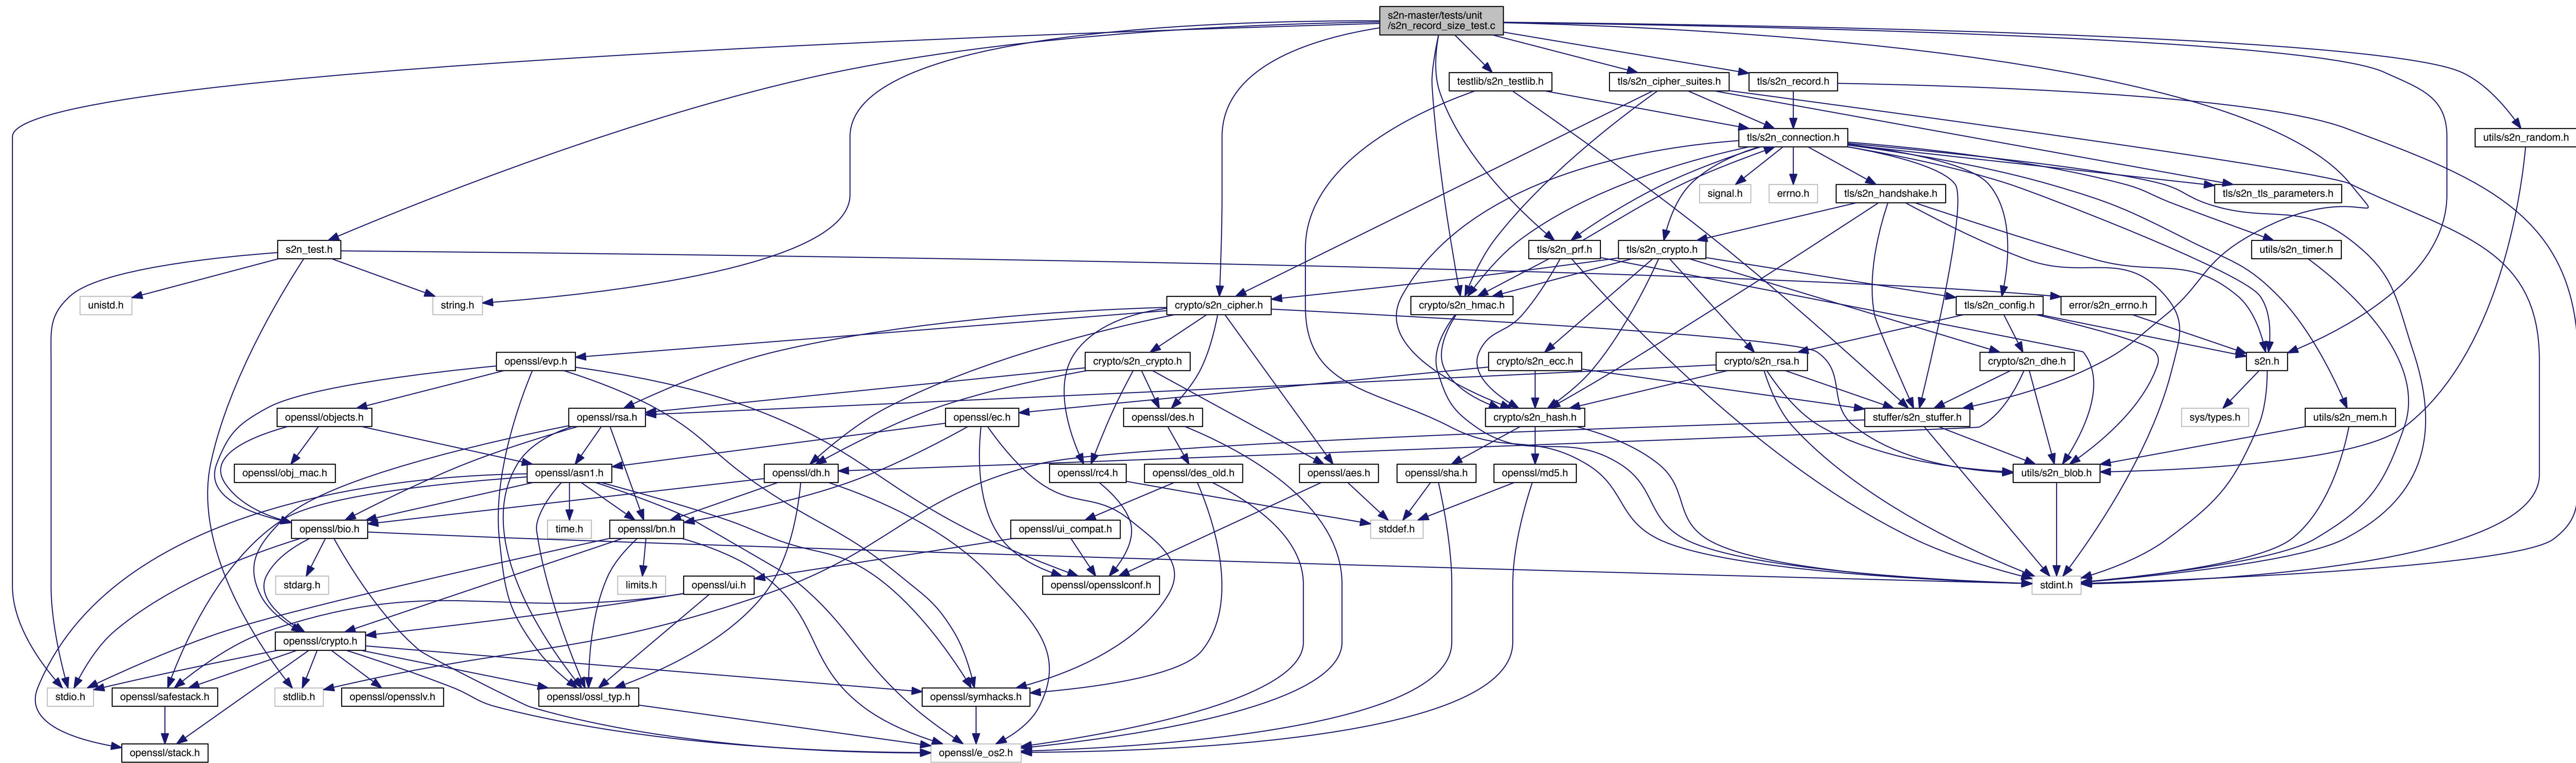 s2n-master/tests/unit
/s2n_record_size_test.c
testlib/s2n_testlib.h
tls/s2n_cipher_suites.h
tls/s2n_record.h
tls/s2n_connection.h
utils/s2n_random.h
signal.h
errno.h
tls/s2n_handshake.h
tls/s2n_tls_parameters.h
s2n_test.h
tls/s2n_prf.h
tls/s2n_crypto.h
utils/s2n_timer.h
unistd.h
string.h
crypto/s2n_cipher.h
crypto/s2n_hmac.h
tls/s2n_config.h
error/s2n_errno.h
openssl/evp.h
crypto/s2n_crypto.h
crypto/s2n_ecc.h
crypto/s2n_rsa.h
crypto/s2n_dhe.h
s2n.h
openssl/objects.h
openssl/rsa.h
openssl/ec.h
openssl/des.h
crypto/s2n_hash.h
stuffer/s2n_stuffer.h
sys/types.h
utils/s2n_mem.h
openssl/obj_mac.h
openssl/asn1.h
openssl/dh.h
openssl/rc4.h
openssl/des_old.h
openssl/aes.h
openssl/sha.h
openssl/md5.h
utils/s2n_blob.h
openssl/bio.h
time.h
openssl/bn.h
openssl/ui_compat.h
stddef.h
stdarg.h
limits.h
openssl/ui.h
openssl/opensslconf.h
stdint.h
openssl/crypto.h
stdio.h
openssl/safestack.h
stdlib.h
openssl/opensslv.h
openssl/ossl_typ.h
openssl/symhacks.h
openssl/stack.h
openssl/e_os2.h